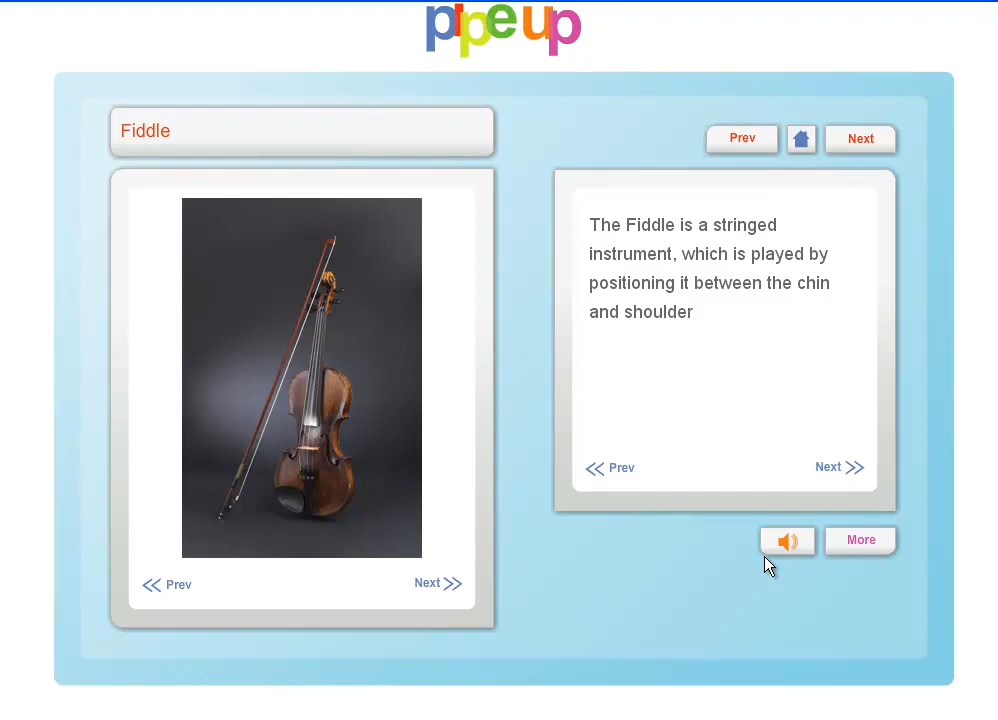 pipeup
Fiddle
Prev
Next
The Fiddle is a stringed
instrument, which is played by
positioning it between the chin
and shoulder
Prev
Next
More
Prev
Next